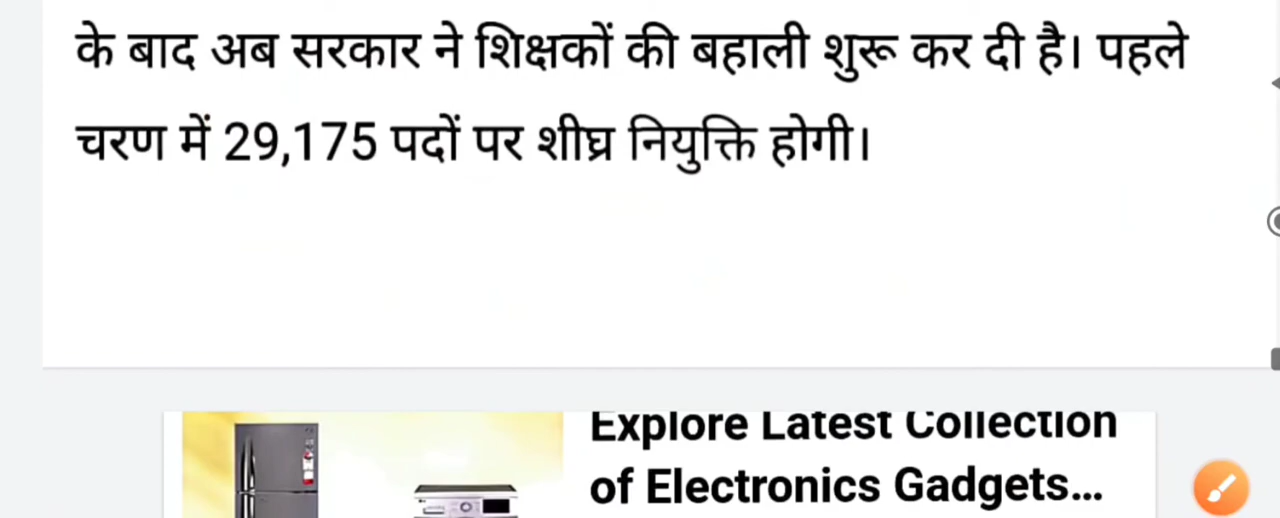 के बाद अब सरकार ने शिक्षकों की बहाली शुरू कर दी है। पहले
चरण में 29,175 पदों पर शीघ्र नियुक्ति होगी।
Explore Latest Collection
of Electronics Gadgets...